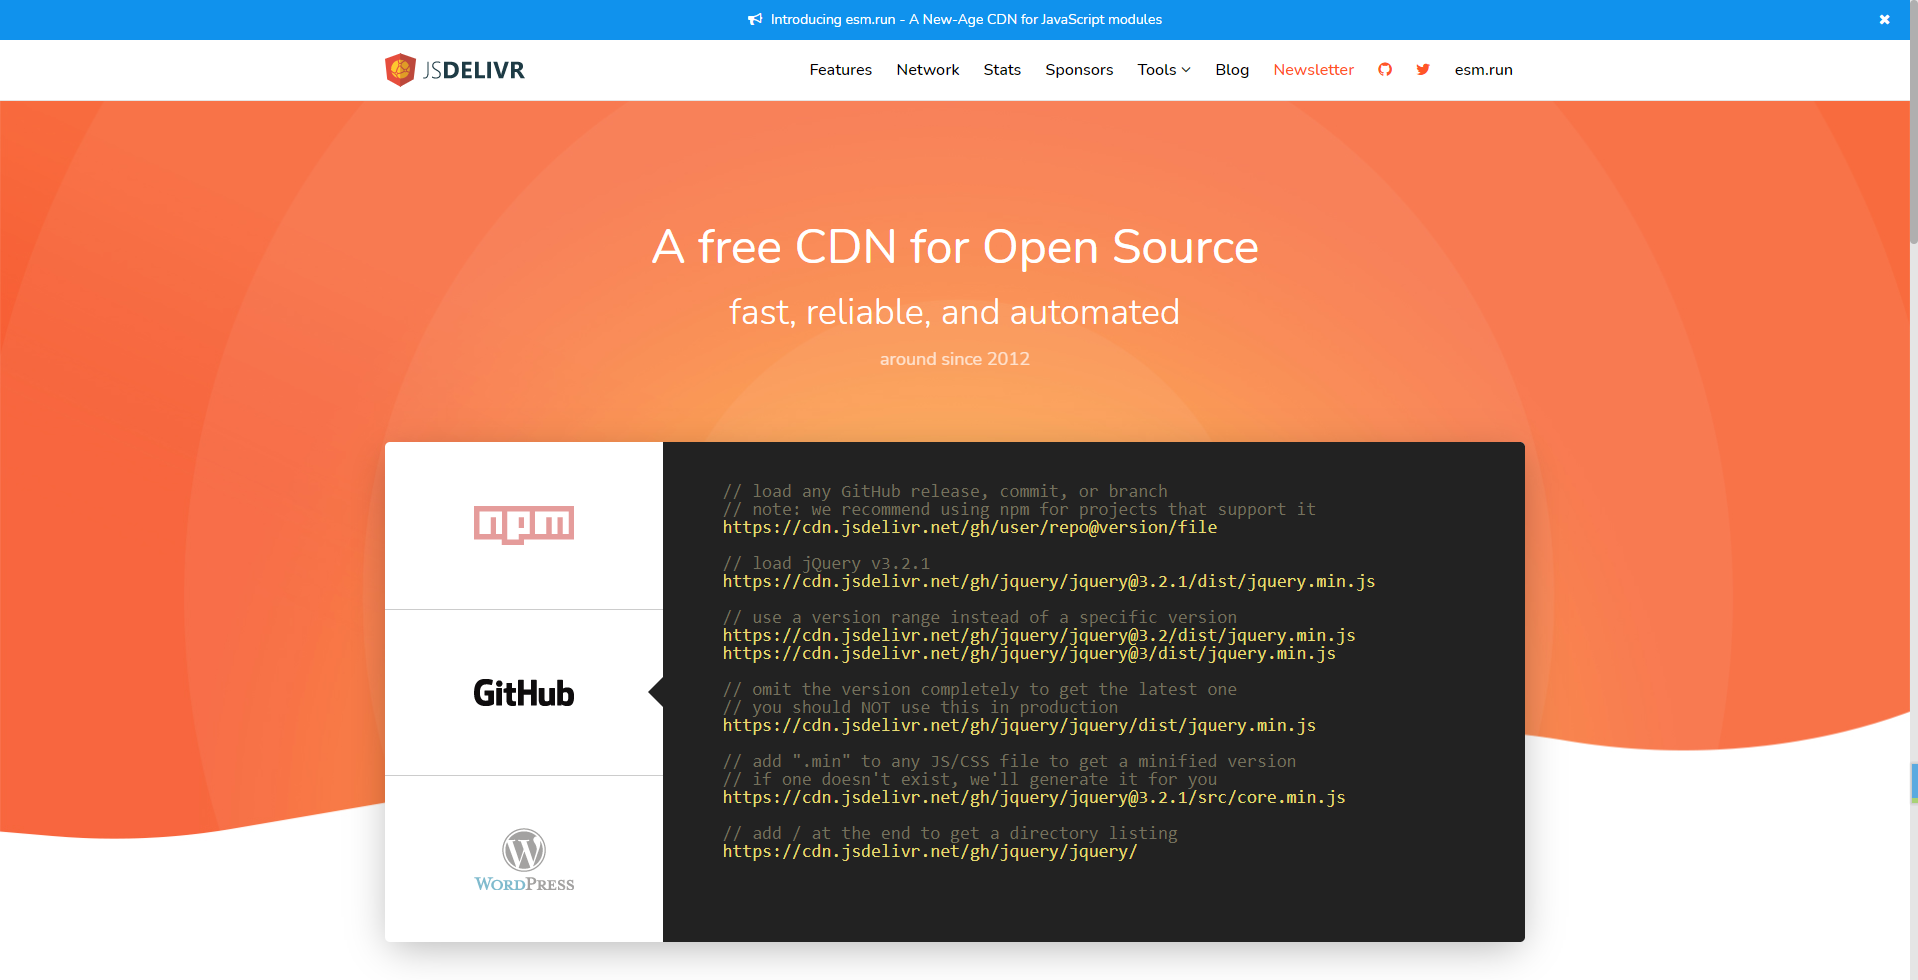 Introducing esm.run - A New-Age CDN for JavaScript modules
JSDELIVR
Features Network Stats Sponsors Tools Blog Newsletter esm.run
A free CDN for Open Source
fast, reliable, and automated
around since 2012
npm
GitHub
WORDPRESS
// load any GitHub release, commit, or branch
// note: we recommend using npm for projects that support it
https://cdn.jsdelivr.net/gh/user/repo@version/file
// load jQuery v3.2.1
https://cdn.jsdelivr.net/gh/jquery/jquery@3.2.1/dist/jquery.min.js
// use a version range instead of a specific version
https://cdn.jsdelivr.net/gh/jquery/jquery@3.2/dist/jquery.min.js
https://cdn.jsdelivr.net/gh/jquery/jquery@3/dist/jquery.min.js
// omit the version completely to get the latest one
// you should NOT use this in production
https://cdn.jsdelivr.net/gh/jquery/jquery/dist/jquery.min.js
// add ".min" to any JS/CSS file to get a minified version
// if one doesn't exist, we'll generate it for you
https://cdn.jsdelivr.net/gh/jquery/jquery@3.2.1/src/core.min.js
// add / at the end to get a directory listing
https://cdn.jsdelivr.net/gh/jquery/jquery/